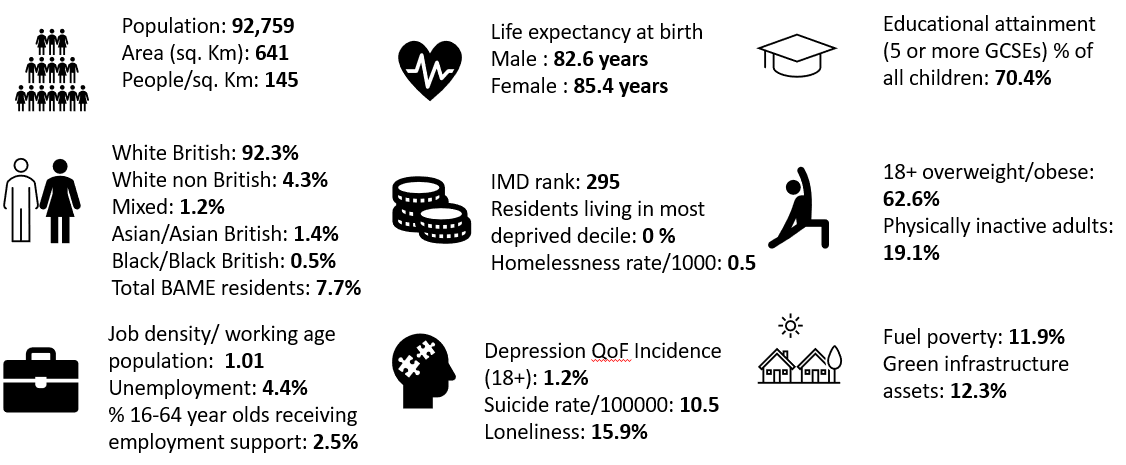 Population: 92,759
Area (sq. Km): 641
People/sq. Km: 145
Life expectancy at birth
Male : 82.6 years
Female : 85.4 years
Educational attainment
(5 or more GCSEs) % of
all children: 70.4%
White British: 92.3%
White non British: 4.3%
Mixed: 1.2%
Asian/Asian British: 1.4%
Black/Black British: 0.5%
Total BAME residents: 7.7%
IMD rank: 295
Residents living in most
deprived decile: 0 %
Homelessness rate/1000: 0.5
18+ overweight/obese:
62.6%
Physically inactive adults:
19.1%
Job density/ working age
population: 1.01
Unemployment: 4.4%
% 16-64 year olds receiving
employment support: 2.5%
Depression QoF Incidence
(18+): 1.2%
Suicide rate/100000: 10.5
Loneliness: 15.9%
Fuel poverty: 11.9%
Green infrastructure
assets: 12.3%